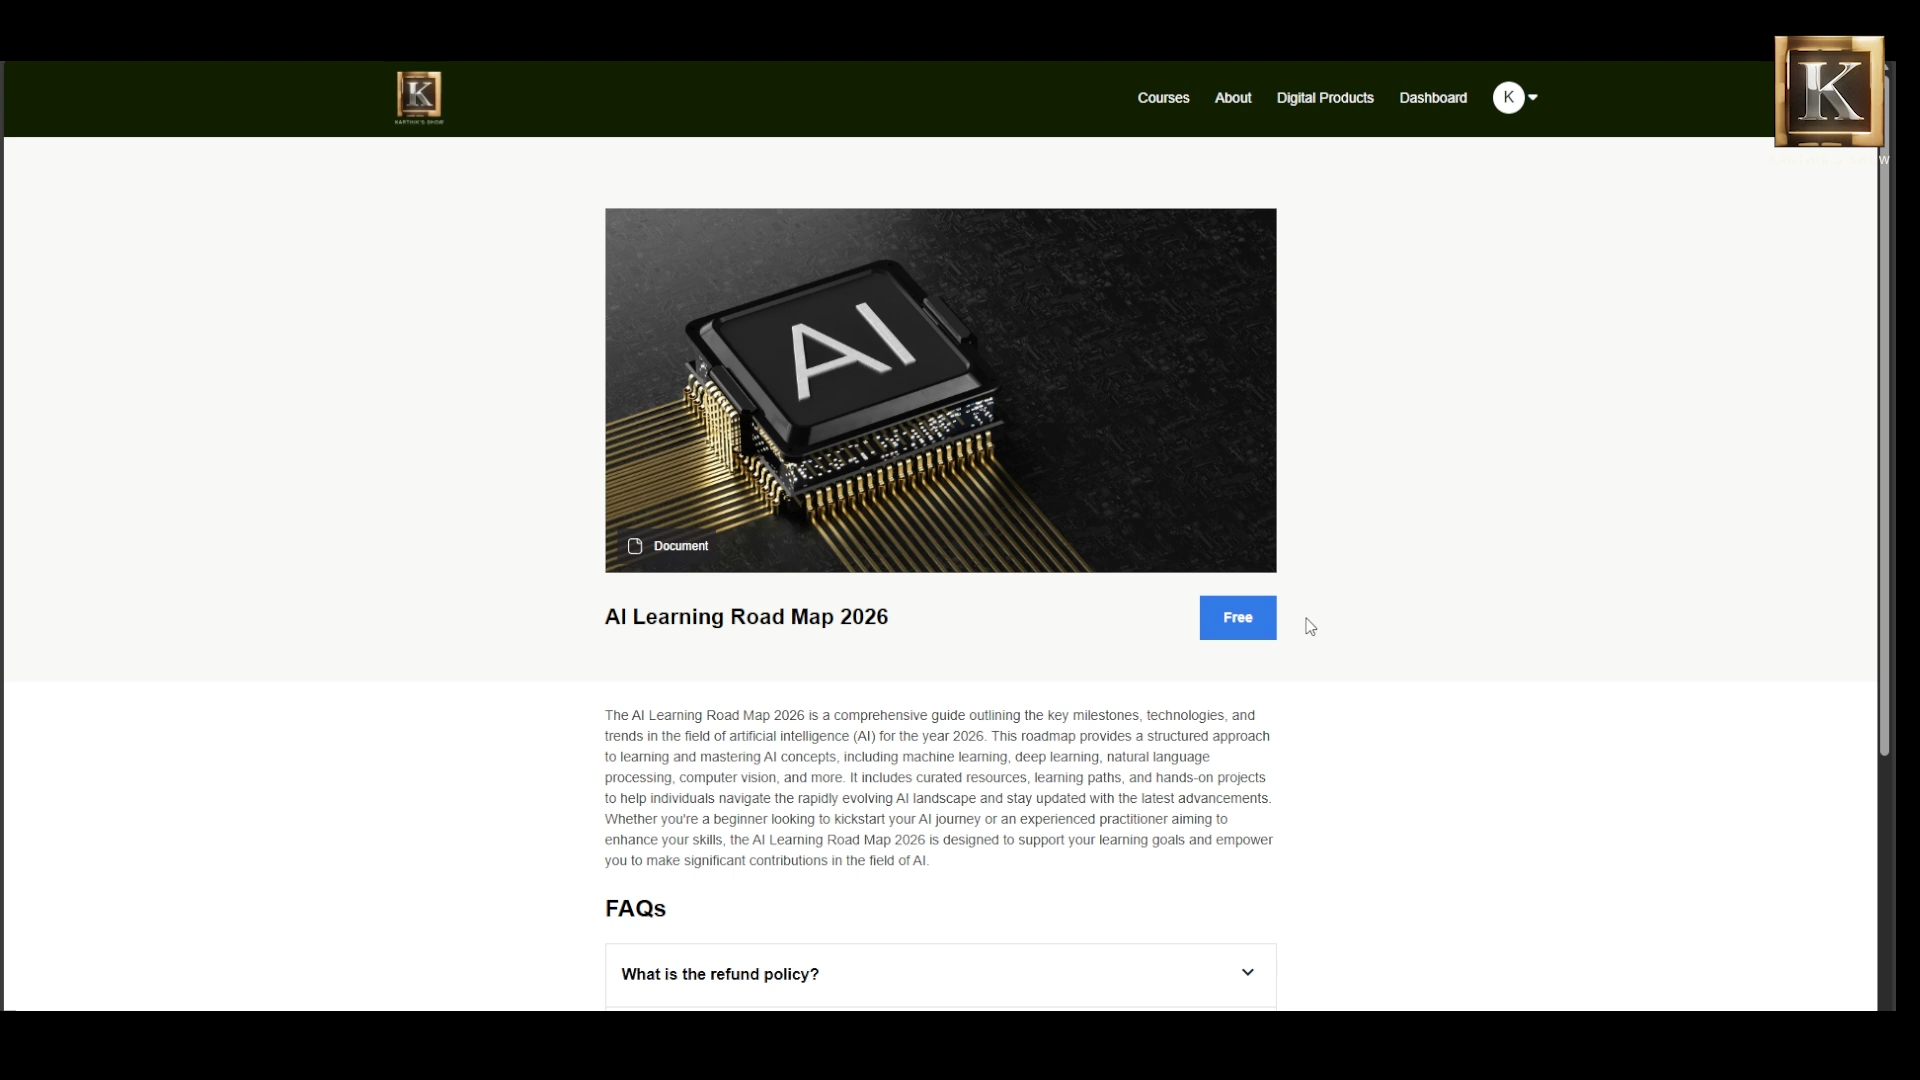 K
KARTHIK'S SHOW
Courses
About
Digital Products
Dashboard
K
K
W
AI
Document
AI Learning Road Map 2026
Free
The AI Learning Road Map 2026 is a comprehensive guide outlining the key milestones, technologies, and
trends in the field of artificial intelligence (AI) for the year 2026. This roadmap provides a structured approach
to learning and mastering AI concepts, including machine learning, deep learning, natural language
processing, computer vision, and more. It includes curated resources, learning paths, and hands-on projects
to help individuals navigate the rapidly evolving AI landscape and stay updated with the latest advancements.
Whether you're a beginner looking to kickstart your AI journey or an experienced practitioner aiming to
enhance your skills, the AI Learning Road Map 2026 is designed to support your learning goals and empower
you to make significant contributions in the field of AI.
FAQs
What is the refund policy?